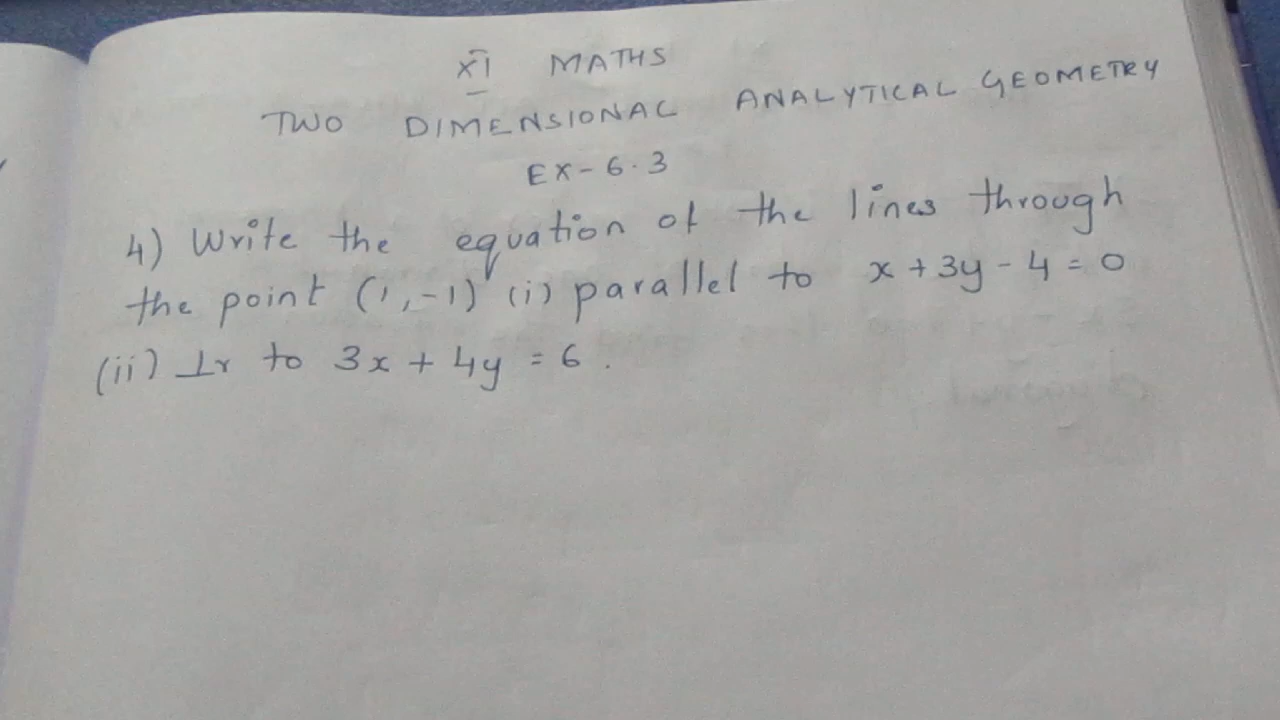 XI MATHS
TWO DIMENSIONAL ANALYTICAL GEOMETRY
EX-6.3
4) Write the equation of the lines through
the point (1,-1) (i) parallel to x+3y-4=0
(ii) ⊥r to 3x+4y=6.